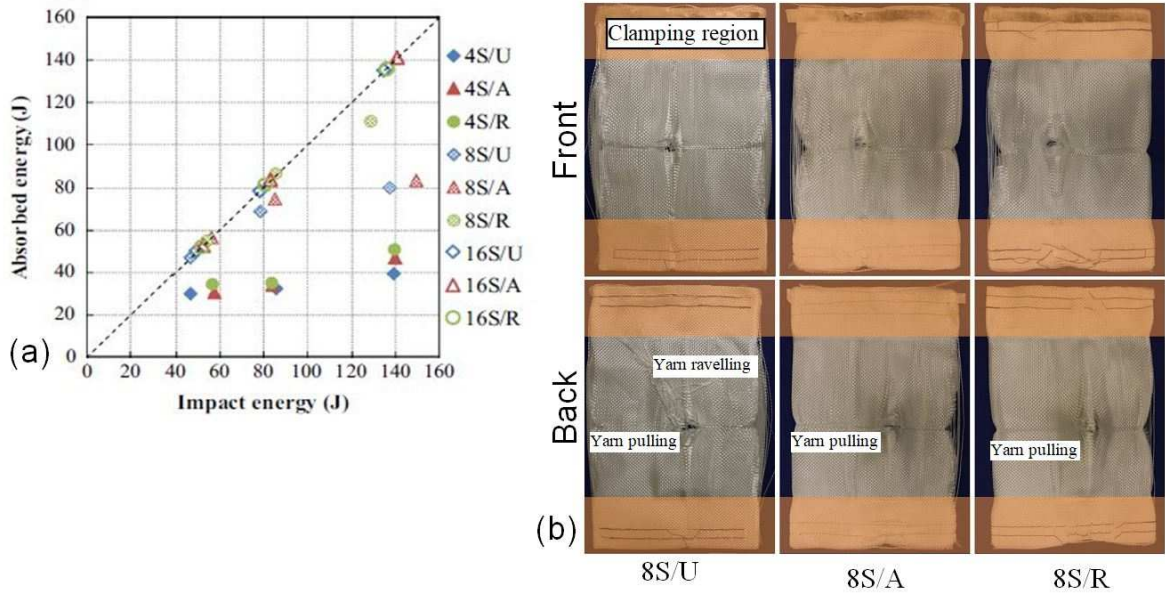 160
140
120
100
80
60
40
20
0
Absorbed energy (J)
0 20 40 60 80 100 120 140 160
Impact energy (J)
4S/U
4S/A
4S/R
8S/U
8S/A
8S/R
16S/U
16S/A
16S/R
(a)
Clamping region
Front
Yarn ravelling
Yarn pulling
Yarn pulling
Yarn pulling
Back
(b)
8S/U
8S/A
8S/R